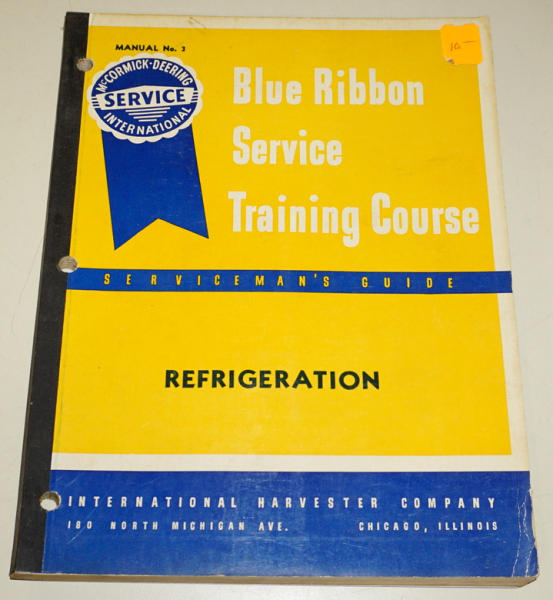 MANUAL No. 3
McCORMICK-DEERING
SERVICE
INTERNATIONAL
Blue Ribbon
Service
Training Course
SERVICEMAN'S GUIDE
REFRIGERATION
INTERNATIONAL HARVESTER COMPANY
180 NORTH MICHIGAN AVE. CHICAGO, ILLINOIS
10-